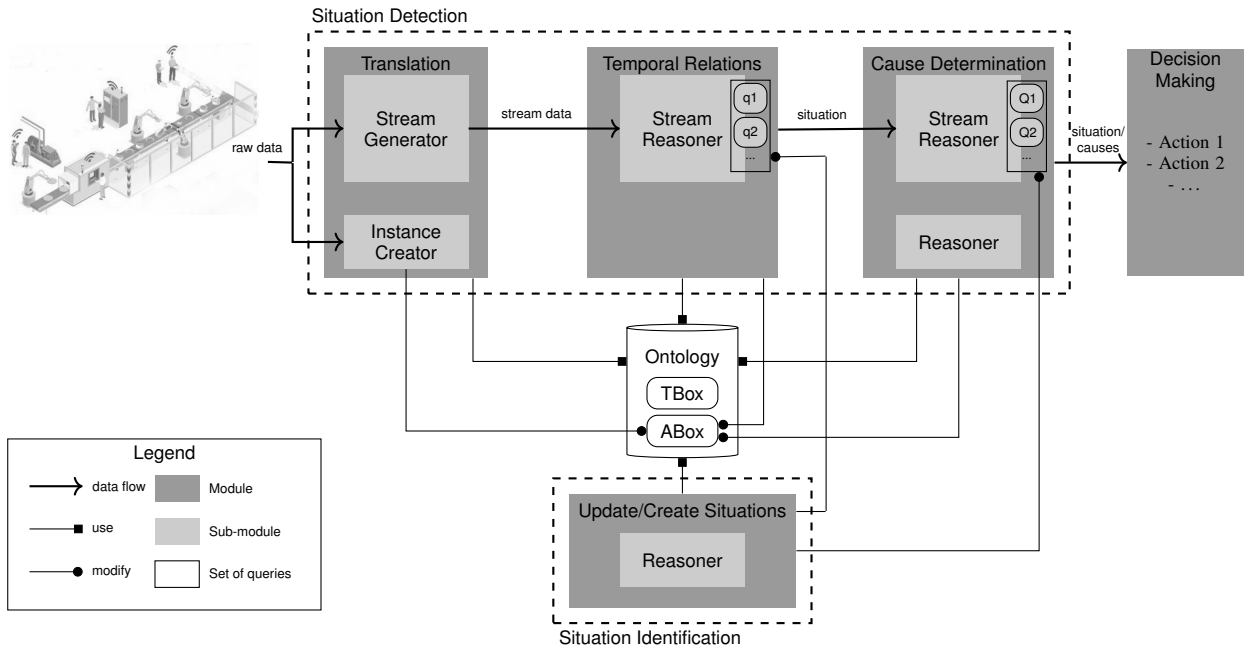 Situation Detection
Translation
Stream
Generator
Instance
Creator
raw data
stream data
Temporal Relations
Stream
Reasoner
q1
q2
...
situation
Cause Determination
Stream
Reasoner
Q1
Q2
...
Reasoner
situation/
causes
Decision
Making
- Action 1
- Action 2
- ...
Ontology
TBox
ABox
Update/Create Situations
Reasoner
Situation Identification
Legend
data flow
Module
use
Sub-module
modify
Set of queries